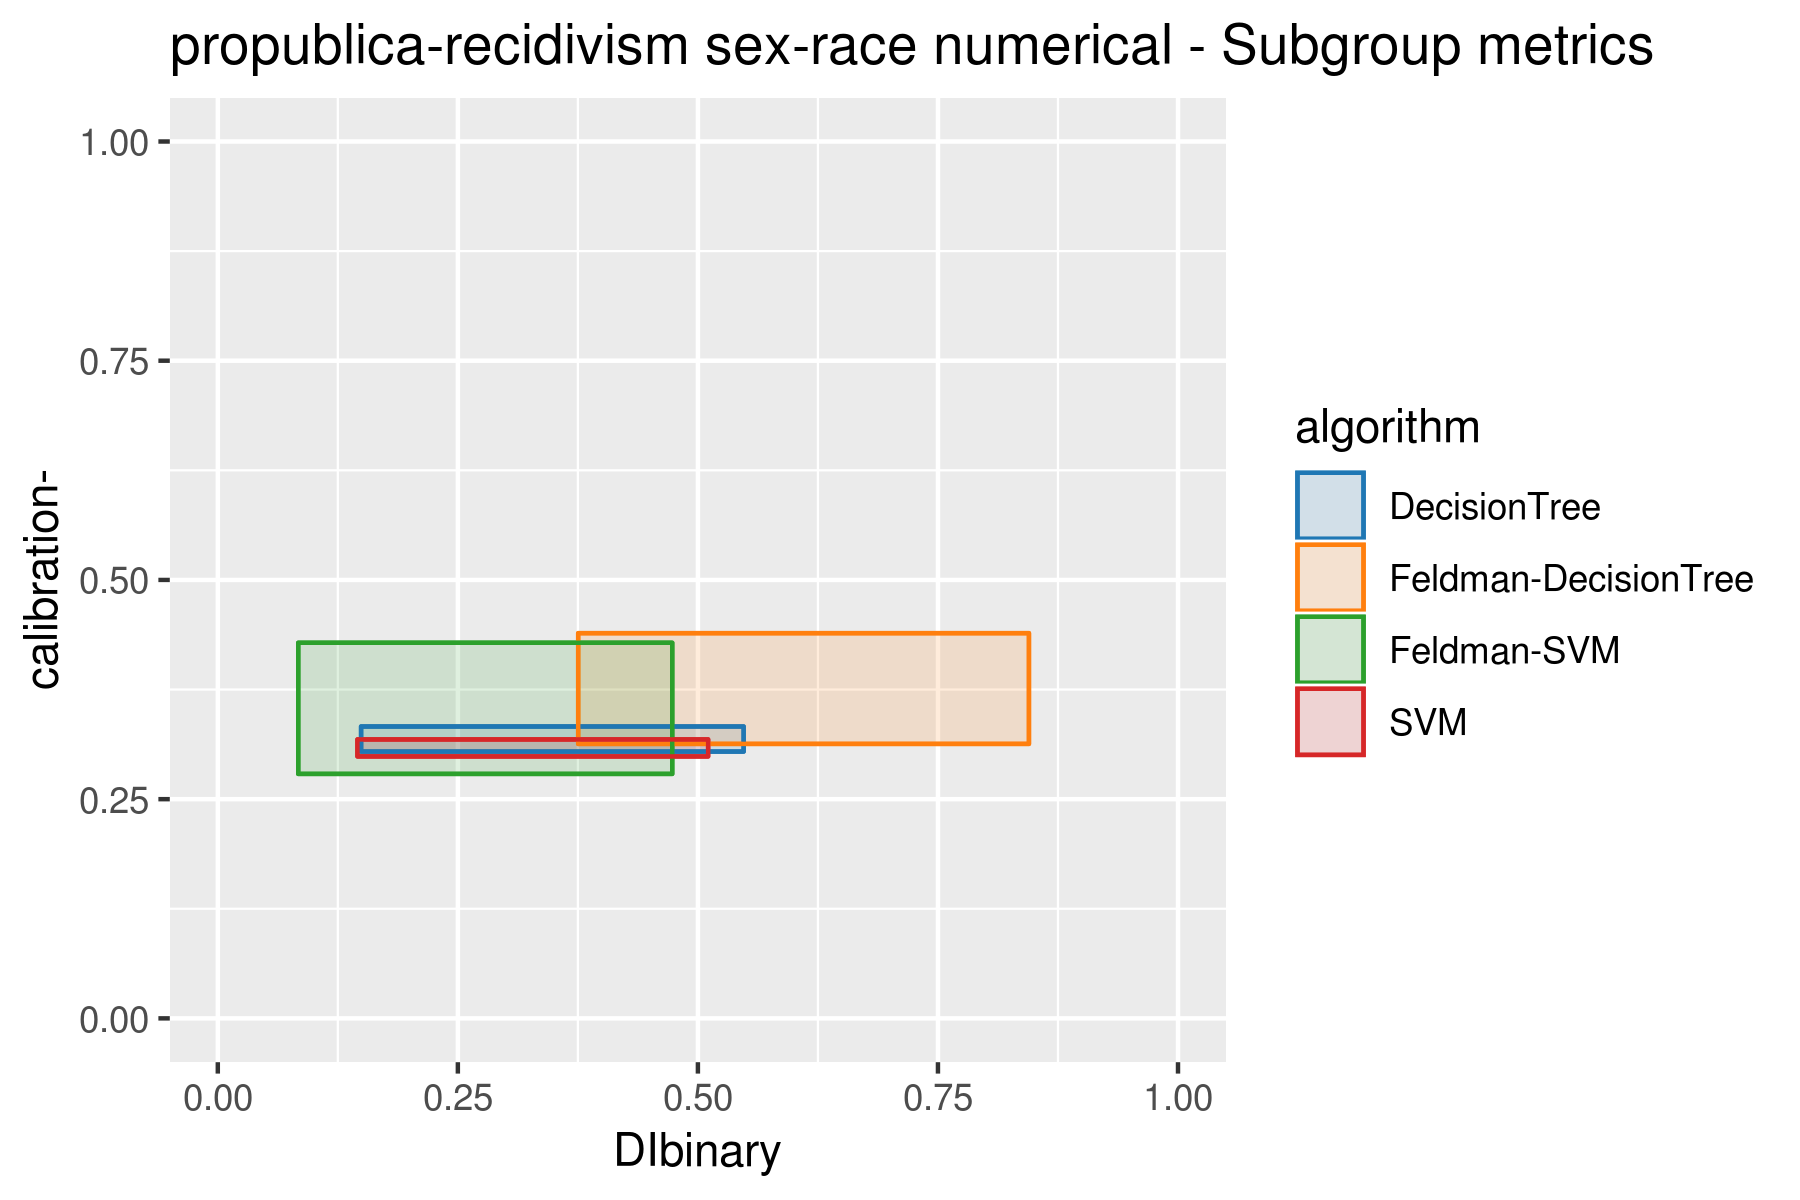 propublica-recidivism sex-race numerical - Subgroup metrics
calibration-
1.00
0.75
0.50
0.25
0.00
0.00 0.25 0.50 0.75 1.00
DIbinary
algorithm
DecisionTree
Feldman-DecisionTree
Feldman-SVM
SVM